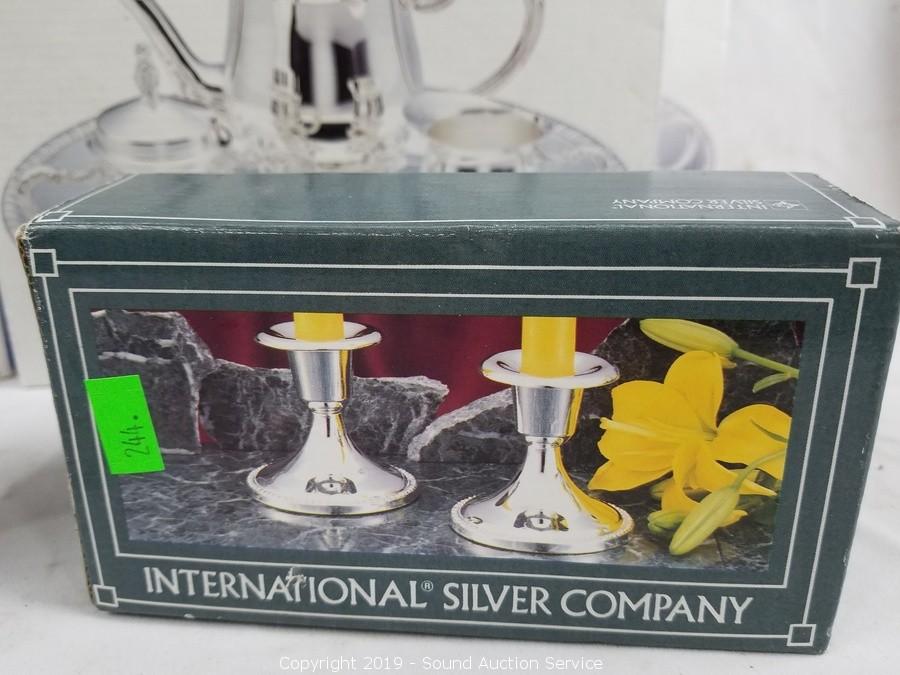 INTERNATIONAL
SILVER COMPANY
244.
INTERNATIONAL® SILVER COMPANY
Copyright 2019 - Sound Auction Service